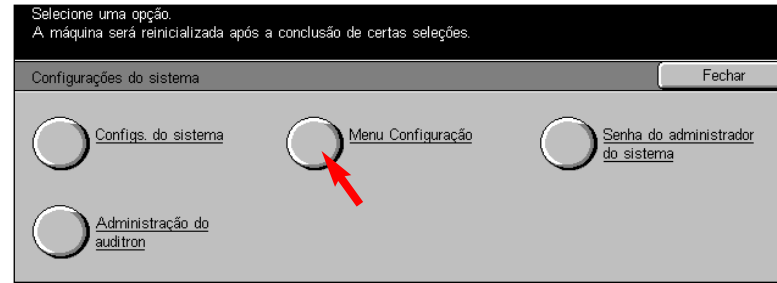 Selecione uma opção.
A máquina será reinicializada após a conclusão de certas seleções.
Configurações do sistema
Fechar
Configs. do sistema
Menu Configuração
Senha do administrador
do sistema
Administração do
auditron